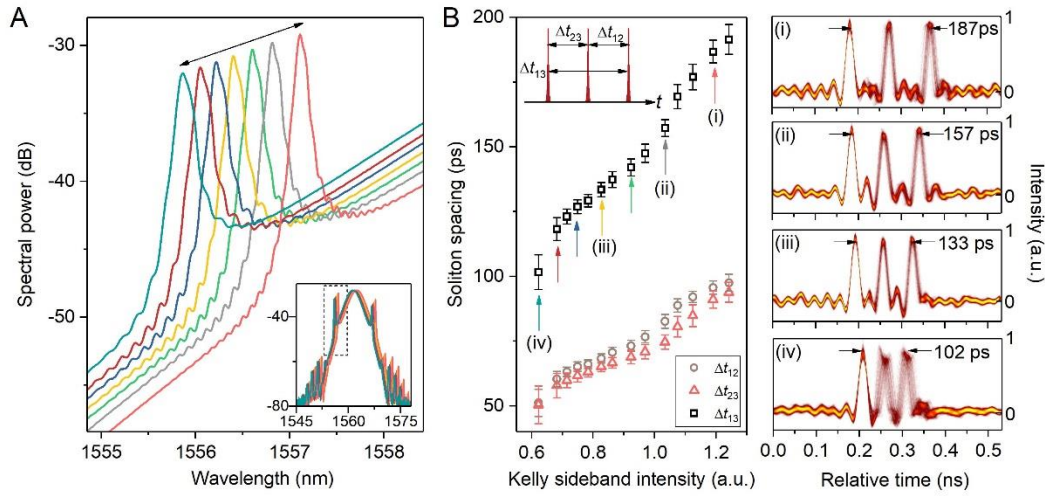 A
Spectral power (dB)
-30
-40
-50
1555
1556
1557
1558
Wavelength (nm)
-40
-80
1545
1560
1575
B
Soliton spacing (ps)
200
150
100
50
0.6
0.8
1.0
1.2
Kelly sideband intensity (a.u.)
Δt23
Δt12
Δt13
t
(i)
(ii)
(iii)
(iv)
Δt12
Δt23
Δt13
(i)
187ps
1
0
(ii)
157 ps
1
0
(iii)
133 ps
1
0
(iv)
102 ps
1
0
0.0
0.1
0.2
0.3
0.4
0.5
Relative time (ns)
Intensity (a.u.)